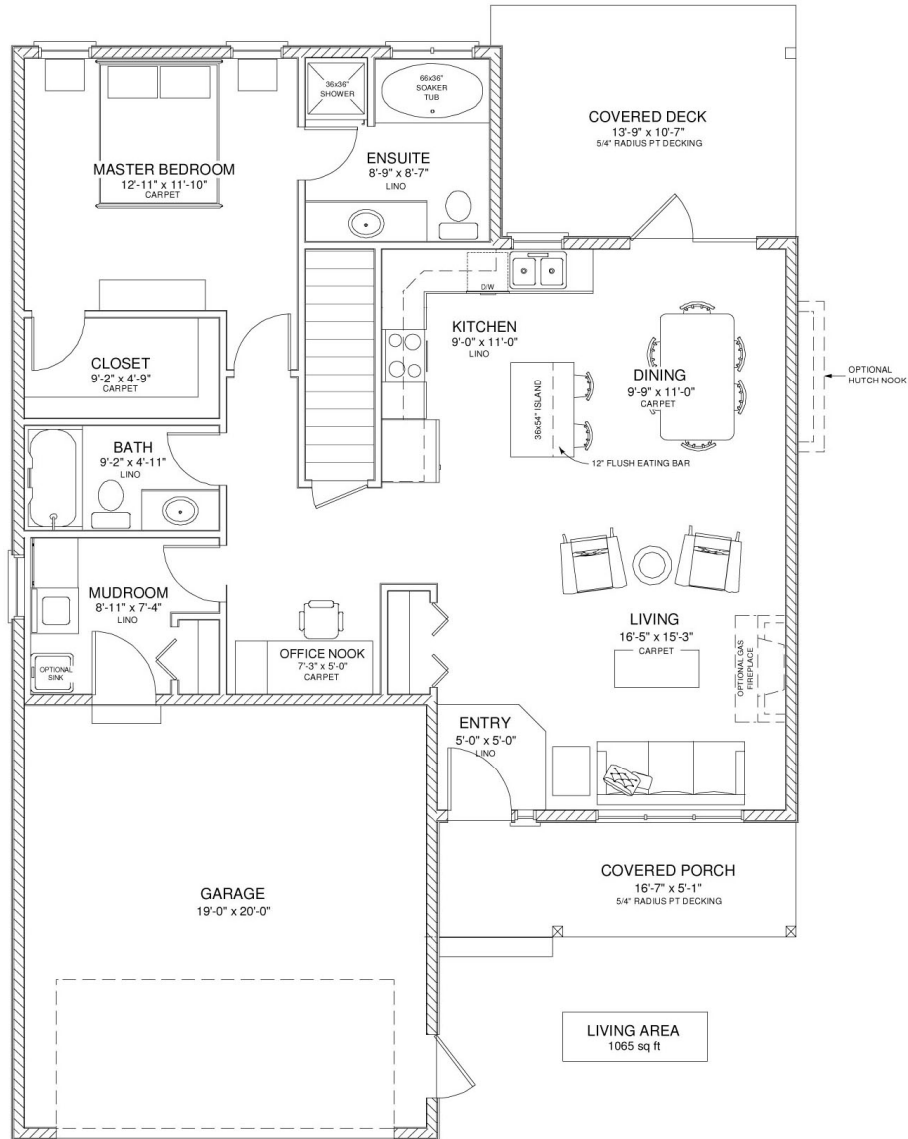 36x36"
SHOWER
66x36"
SOAKER
TUB
COVERED DECK
13'-9" x 10'-7"
5/4" RADIUS PT DECKING
MASTER BEDROOM
12'-11" x 11'-10"
CARPET
ENSUITE
8'-9" x 8'-7"
LINO
D/W
KITCHEN
9'-0" x 11'-0"
LINO
CLOSET
9'-2" x 4'-9"
CARPET
36x54" ISLAND
DINING
9'-9" x 11'-0"
CARPET
OPTIONAL
HUTCH NOOK
12" FLUSH EATING BAR
BATH
9'-2" x 4'-11"
LINO
MUDROOM
8'-11" x 7'-4"
LINO
OPTIONAL
SINK
OFFICE NOOK
7'-3" x 5'-0"
CARPET
LIVING
16'-5" x 15'-3"
CARPET
OPTIONAL GAS
FIREPLACE
ENTRY
5'-0" x 5'-0"
LINO
GARAGE
19'-0" x 20'-0"
COVERED PORCH
16'-7" x 5'-1"
5/4" RADIUS PT DECKING
LIVING AREA
1065 sq ft